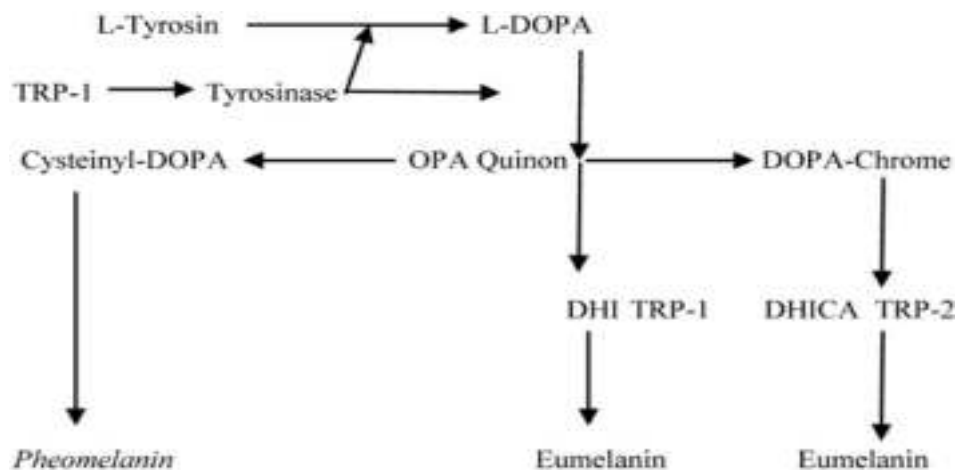 L-Tyrosin L-DOPA
TRP-1 Tyrosinase
Cysteinyl-DOPA OPA Quinon DOPA-Chrome
DHI TRP-1 DHICA TRP-2
Pheomelanin Eumelanin Eumelanin